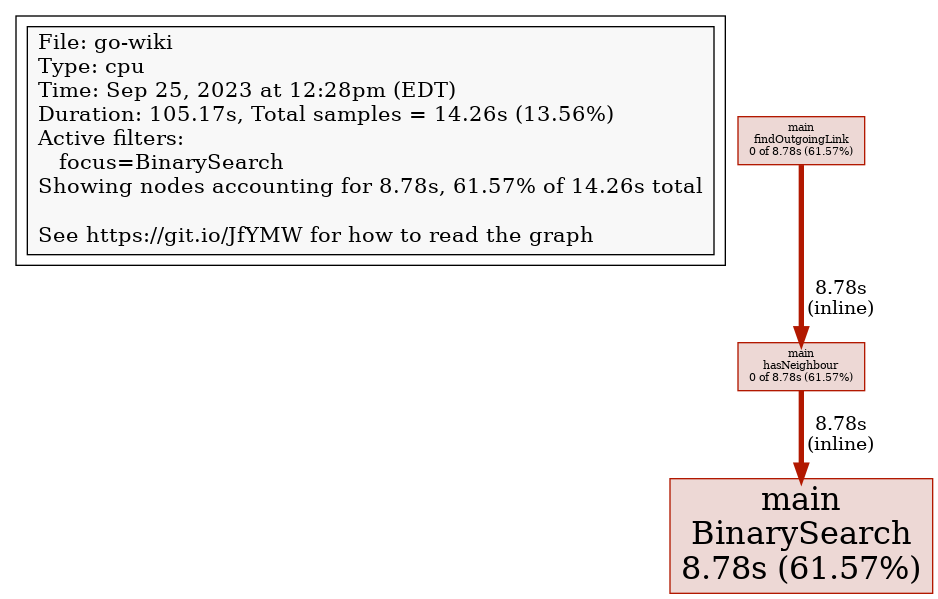 File: go-wiki
Type: cpu
Time: Sep 25, 2023 at 12:28pm (EDT)
Duration: 105.17s, Total samples = 14.26s (13.56%)
Active filters:
   focus=BinarySearch
Showing nodes accounting for 8.78s, 61.57% of 14.26s total
See https://git.io/JfYMW for how to read the graph
main
findOutgoingLink
0 of 8.78s (61.57%)
8.78s
(inline)
main
hasNeighbour
0 of 8.78s (61.57%)
8.78s
(inline)
main
BinarySearch
8.78s (61.57%)